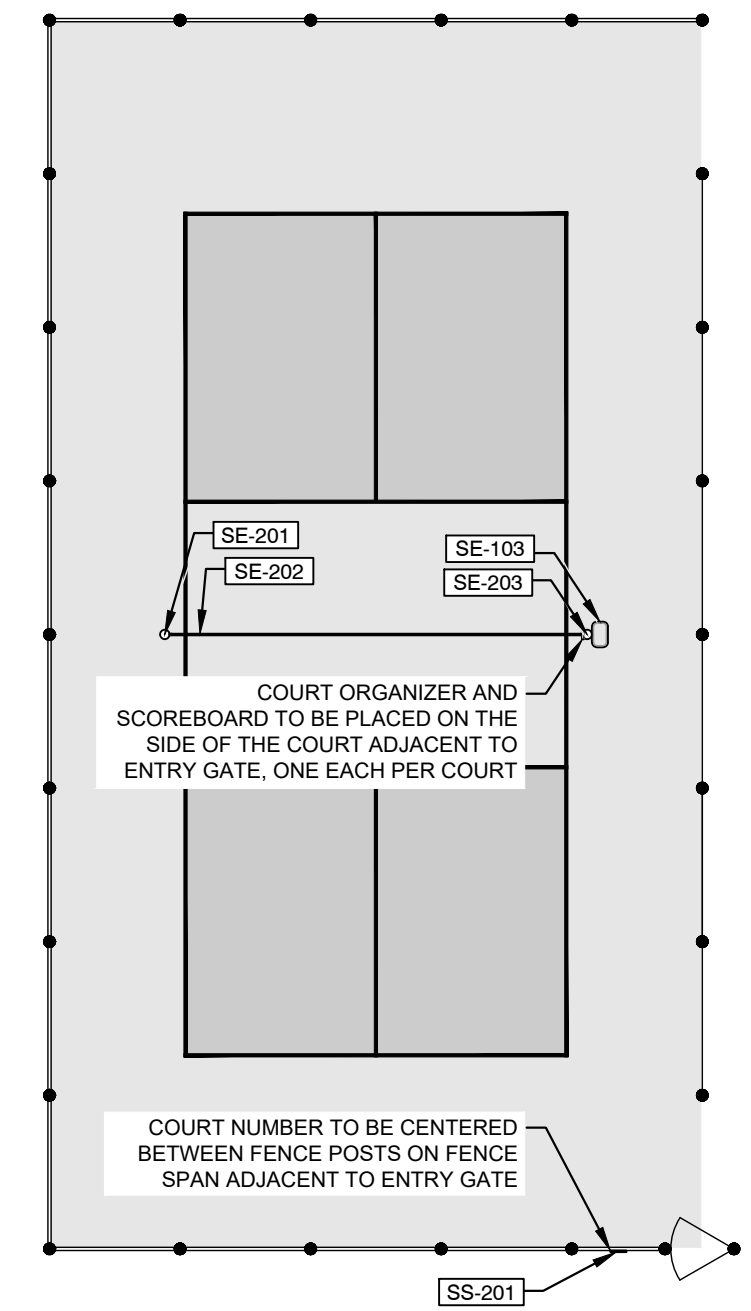 SE-201
SE-202
SE-103
SE-203
COURT ORGANIZER AND
SCOREBOARD TO BE PLACED ON THE
SIDE OF THE COURT ADJACENT TO
ENTRY GATE, ONE EACH PER COURT
COURT NUMBER TO BE CENTERED
BETWEEN FENCE POSTS ON FENCE
SPAN ADJACENT TO ENTRY GATE
SS-201